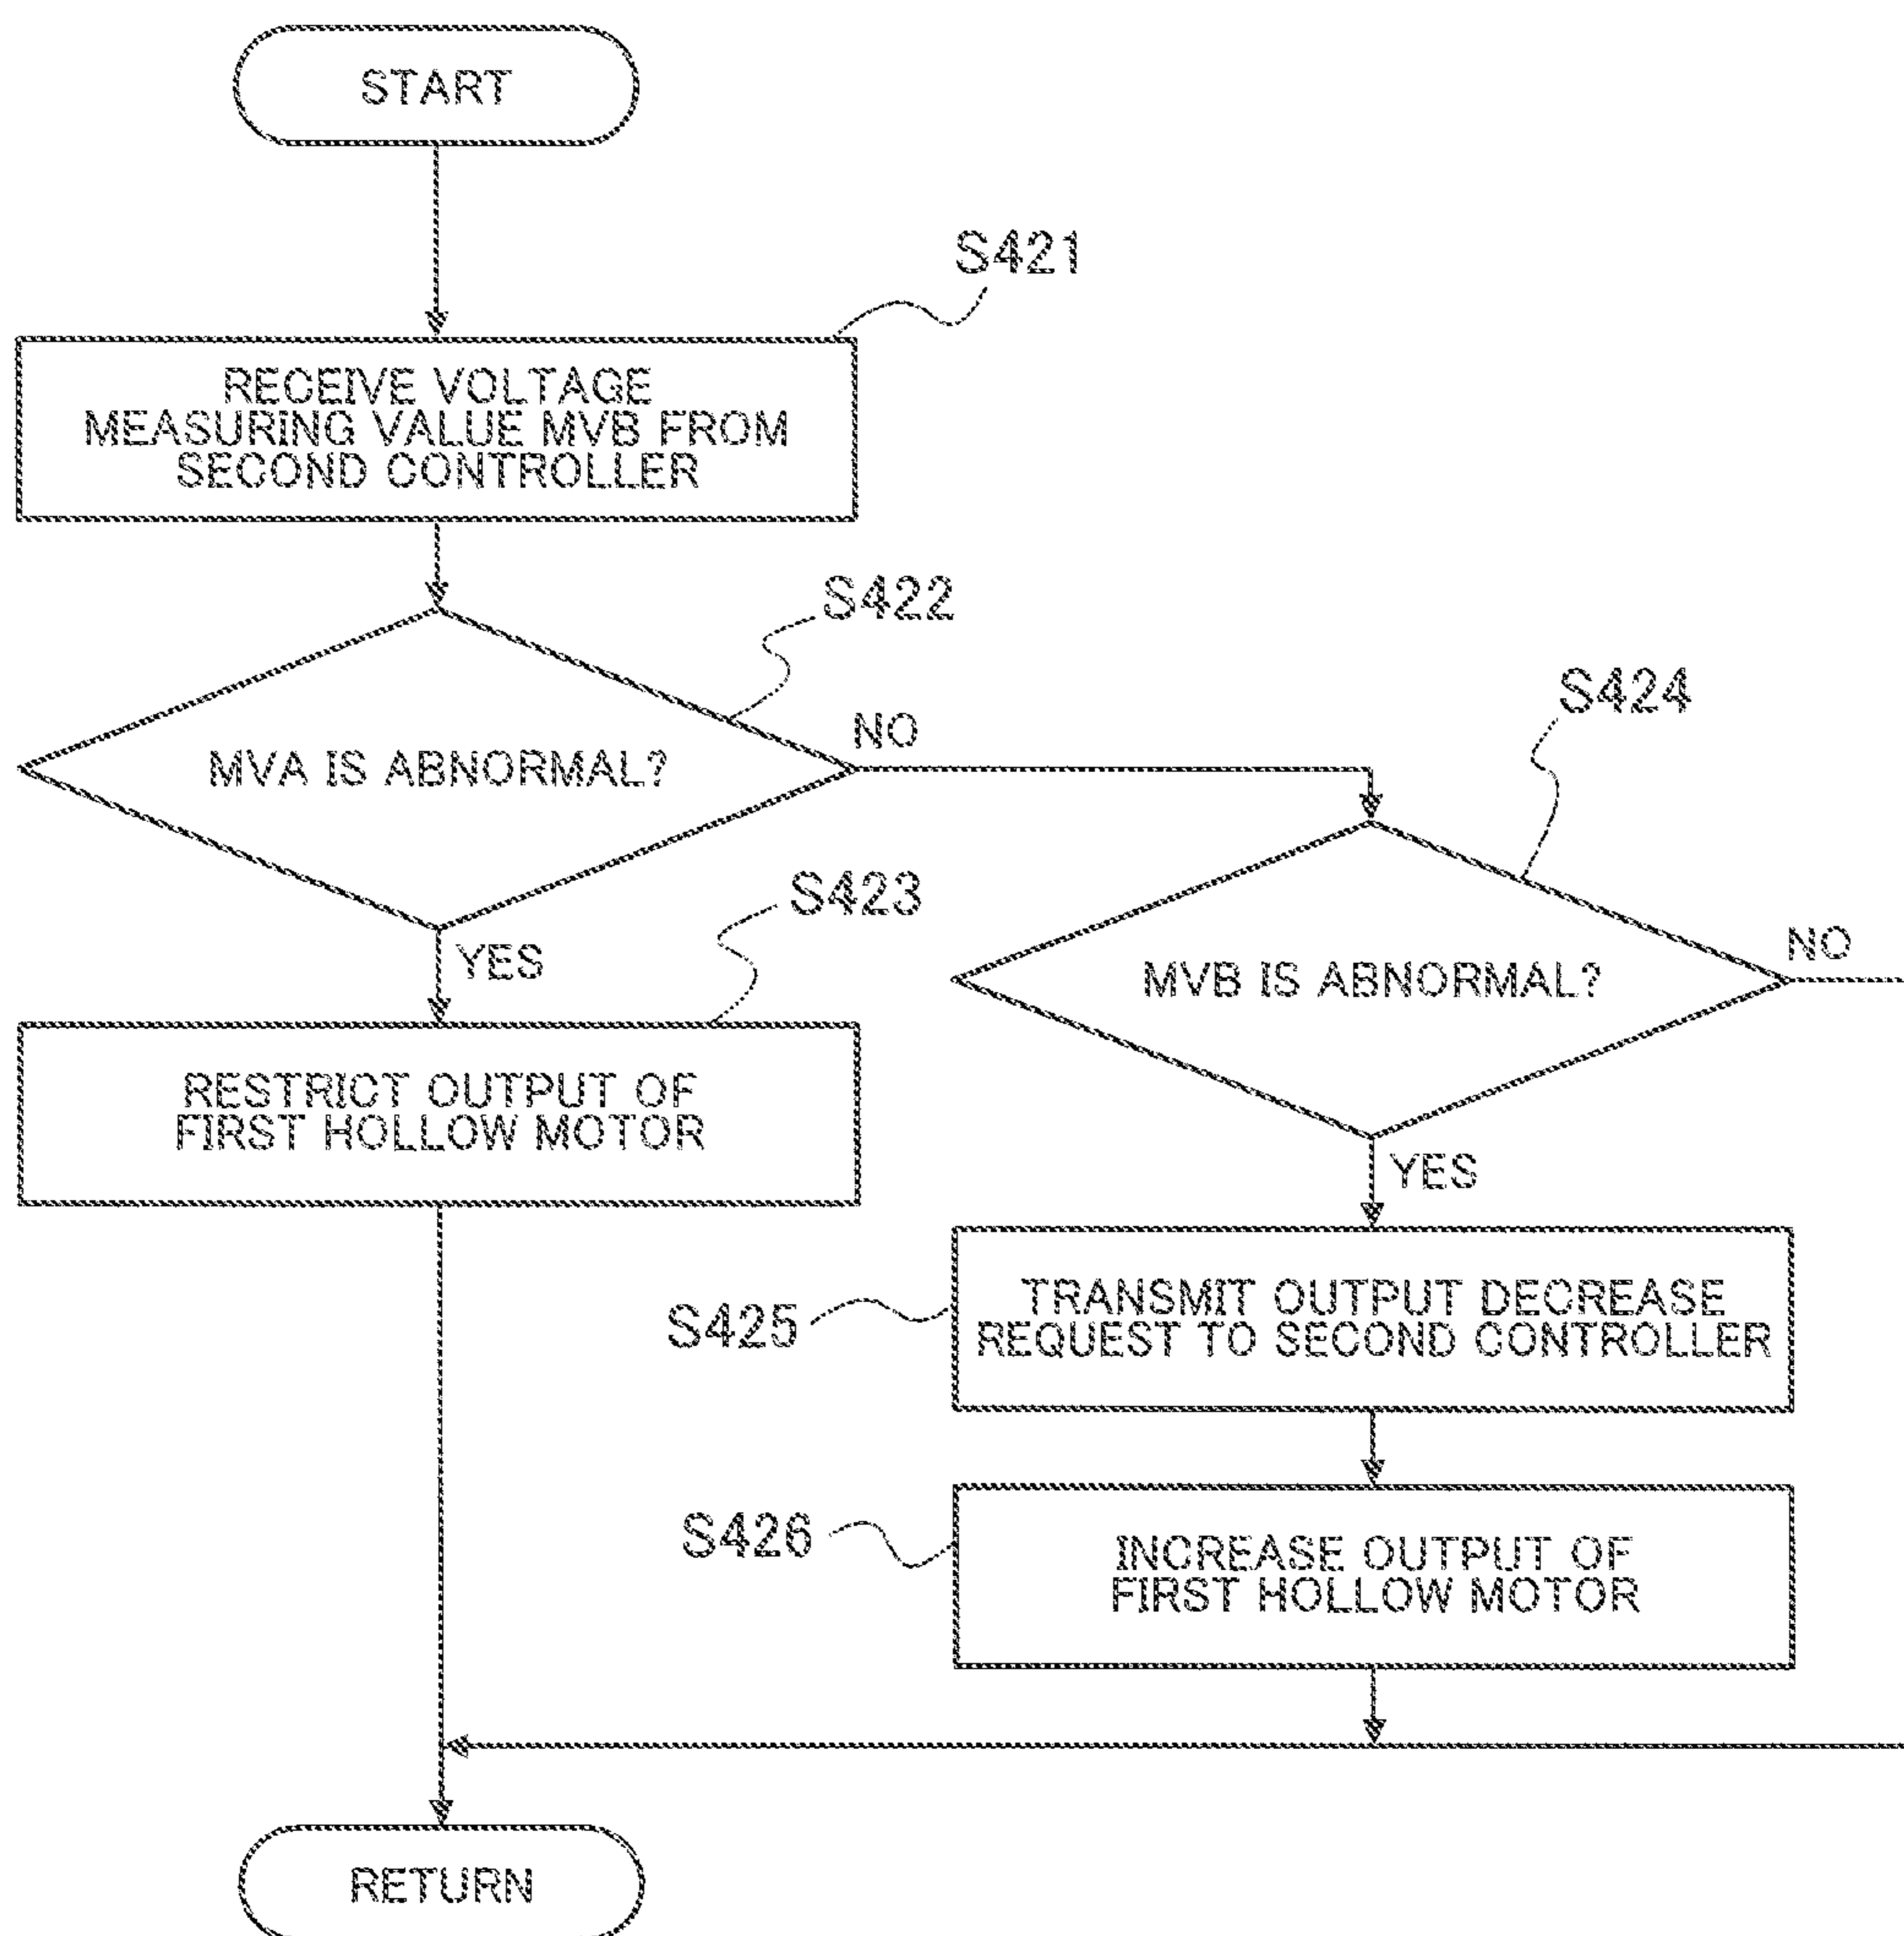 START
S421
RECEIVE VOLTAGE
MEASURING VALUE MVB FROM
SECOND CONTROLLER
S422
MVA IS ABNORMAL?
NO
YES
S423
RESTRICT OUTPUT OF
FIRST HOLLOW MOTOR
S424
MVB IS ABNORMAL?
NO
YES
S425
TRANSMIT OUTPUT DECREASE
REQUEST TO SECOND CONTROLLER
S426
INCREASE OUTPUT OF
FIRST HOLLOW MOTOR
RETURN